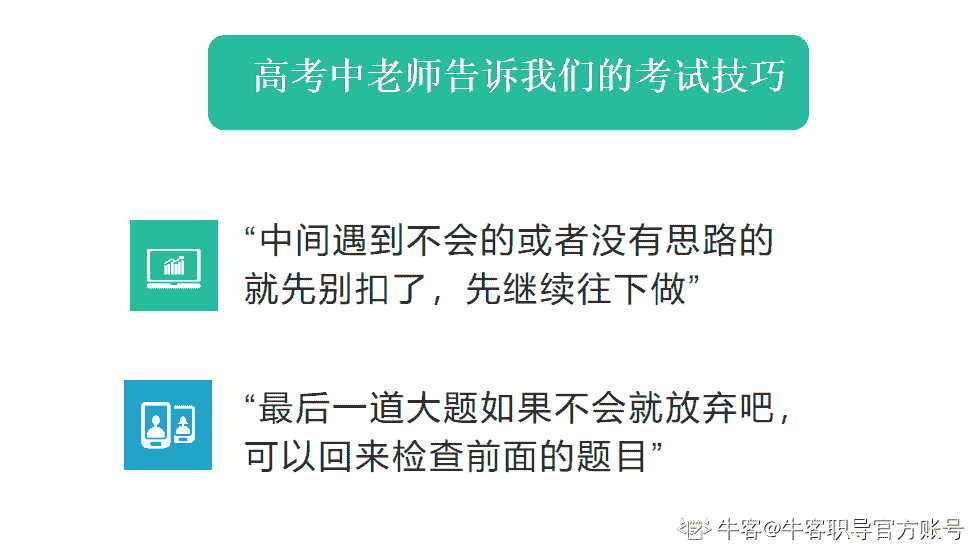 高考中老师告诉我们的考试技巧
“中间遇到不会的或者没有思路的
就先别扣了，先继续往下做”
“最后一道大题如果不会就放弃吧，
可以回来检查前面的题目”
牛客@牛客职导官方账号